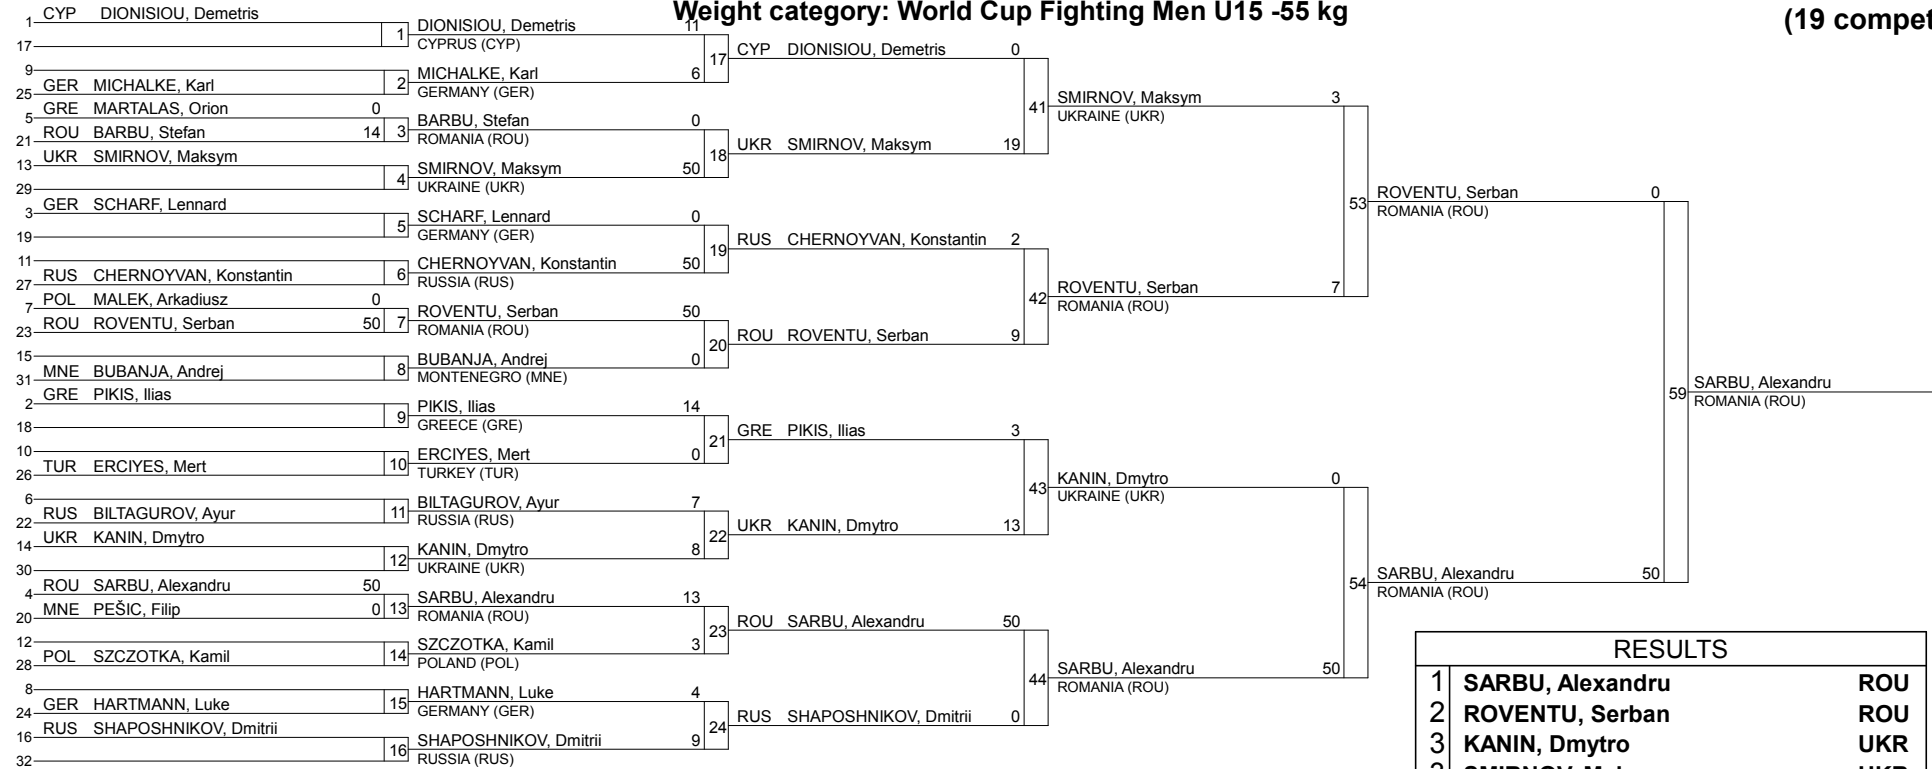 Weight category: World Cup Fighting Men U15 -55 kg
(19 compet
1 CYP DIONISIOU, Demetris
17
1
9
25 GER MICHALKE, Karl
2
5 GRE MARTALAS, Orion 0
21 ROU BARBU, Stefan 14
3
13 UKR SMIRNOV, Maksym
29
4
3 GER SCHARF, Lennard
19
5
11
27 RUS CHERNOYVAN, Konstantin
6
7 POL MALEK, Arkadiusz 0
23 ROU ROVENTU, Serban 50
7
15
31 MNE BUBANJA, Andrej
8
2 GRE PIKIS, Ilias
18
9
10
26 TUR ERCIYES, Mert
10
6
22 RUS BILTAGUROV, Ayur
11
14 UKR KANIN, Dmytro
30
12
4 ROU SARBU, Alexandru 50
20 MNE PEŠIC, Filip 0
13
12
28 POL SZCZOTKA, Kamil
14
8
24 GER HARTMANN, Luke
15
16 RUS SHAPOSHNIKOV, Dmitrii
32
16
DIONISIOU, Demetris 11
CYPRUS (CYP)
17
MICHALKE, Karl 6
GERMANY (GER)
BARBU, Stefan 0
ROMANIA (ROU)
18
SMIRNOV, Maksym 50
UKRAINE (UKR)
SCHARF, Lennard 0
GERMANY (GER)
19
CHERNOYVAN, Konstantin 50
RUSSIA (RUS)
ROVENTU, Serban 50
ROMANIA (ROU)
20
BUBANJA, Andrej 0
MONTENEGRO (MNE)
PIKIS, Ilias 14
GREECE (GRE)
21
ERCIYES, Mert 0
TURKEY (TUR)
BILTAGUROV, Ayur 7
RUSSIA (RUS)
22
KANIN, Dmytro 8
UKRAINE (UKR)
SARBU, Alexandru 13
ROMANIA (ROU)
23
SZCZOTKA, Kamil 3
POLAND (POL)
HARTMANN, Luke 4
GERMANY (GER)
24
SHAPOSHNIKOV, Dmitrii 9
RUSSIA (RUS)
CYP DIONISIOU, Demetris 0
41
UKR SMIRNOV, Maksym 19
RUS CHERNOYVAN, Konstantin 2
42
ROU ROVENTU, Serban 9
GRE PIKIS, Ilias 3
43
UKR KANIN, Dmytro 13
ROU SARBU, Alexandru 50
44
RUS SHAPOSHNIKOV, Dmitrii 0
SMIRNOV, Maksym 3
UKRAINE (UKR)
53
ROVENTU, Serban 7
ROMANIA (ROU)
KANIN, Dmytro 0
UKRAINE (UKR)
54
SARBU, Alexandru 50
ROMANIA (ROU)
ROVENTU, Serban 0
ROMANIA (ROU)
59
SARBU, Alexandru 50
ROMANIA (ROU)
SARBU, Alexandru
ROMANIA (ROU)
RESULTS
1 SARBU, Alexandru ROU
2 ROVENTU, Serban ROU
3 KANIN, Dmytro UKR